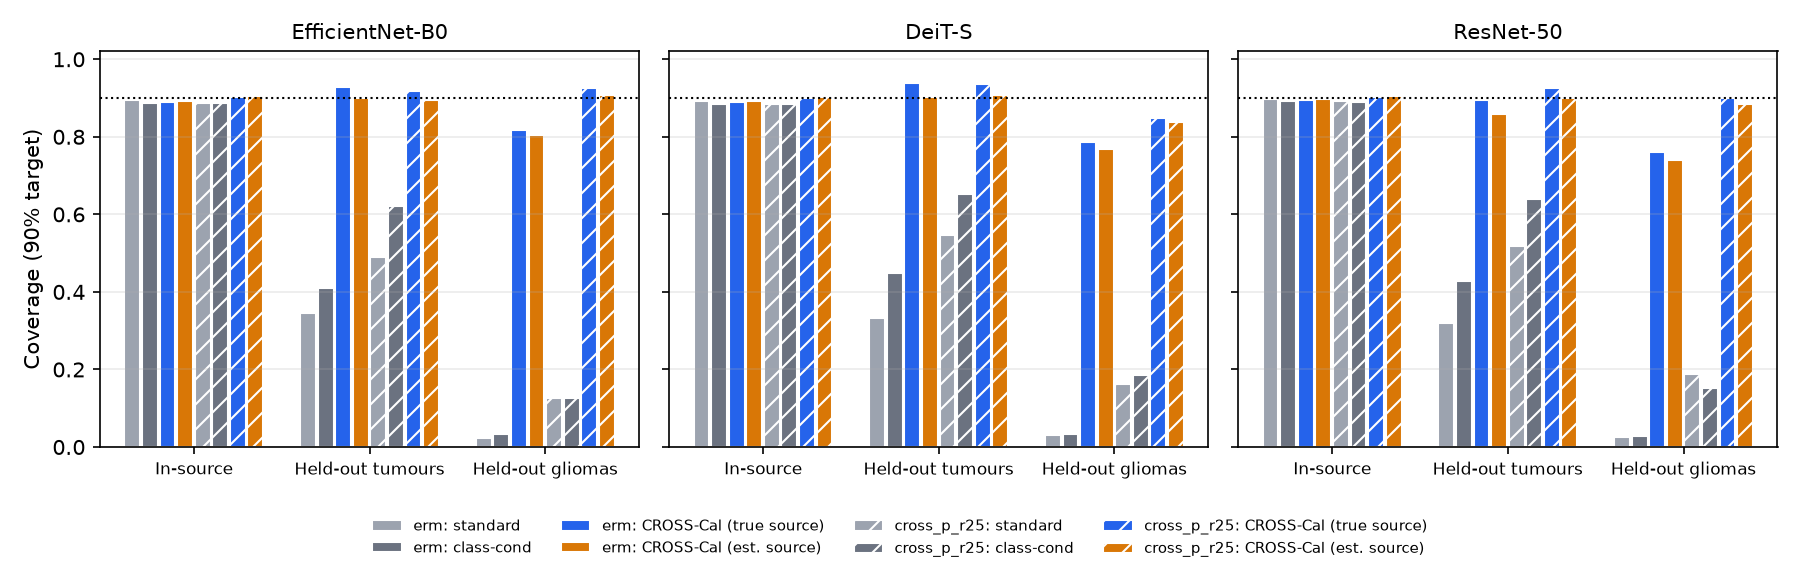 EfficientNet-B0
DeiT-S
ResNet-50
Coverage (90% target)
1.0
0.8
0.6
0.4
0.2
0.0
In-source Held-out tumours Held-out gliomas
In-source Held-out tumours Held-out gliomas
In-source Held-out tumours Held-out gliomas
erm: standard
erm: class-cond
erm: CROSS-Cal (true source)
erm: CROSS-Cal (est. source)
cross_p_r25: standard
cross_p_r25: class-cond
cross_p_r25: CROSS-Cal (true source)
cross_p_r25: CROSS-Cal (est. source)